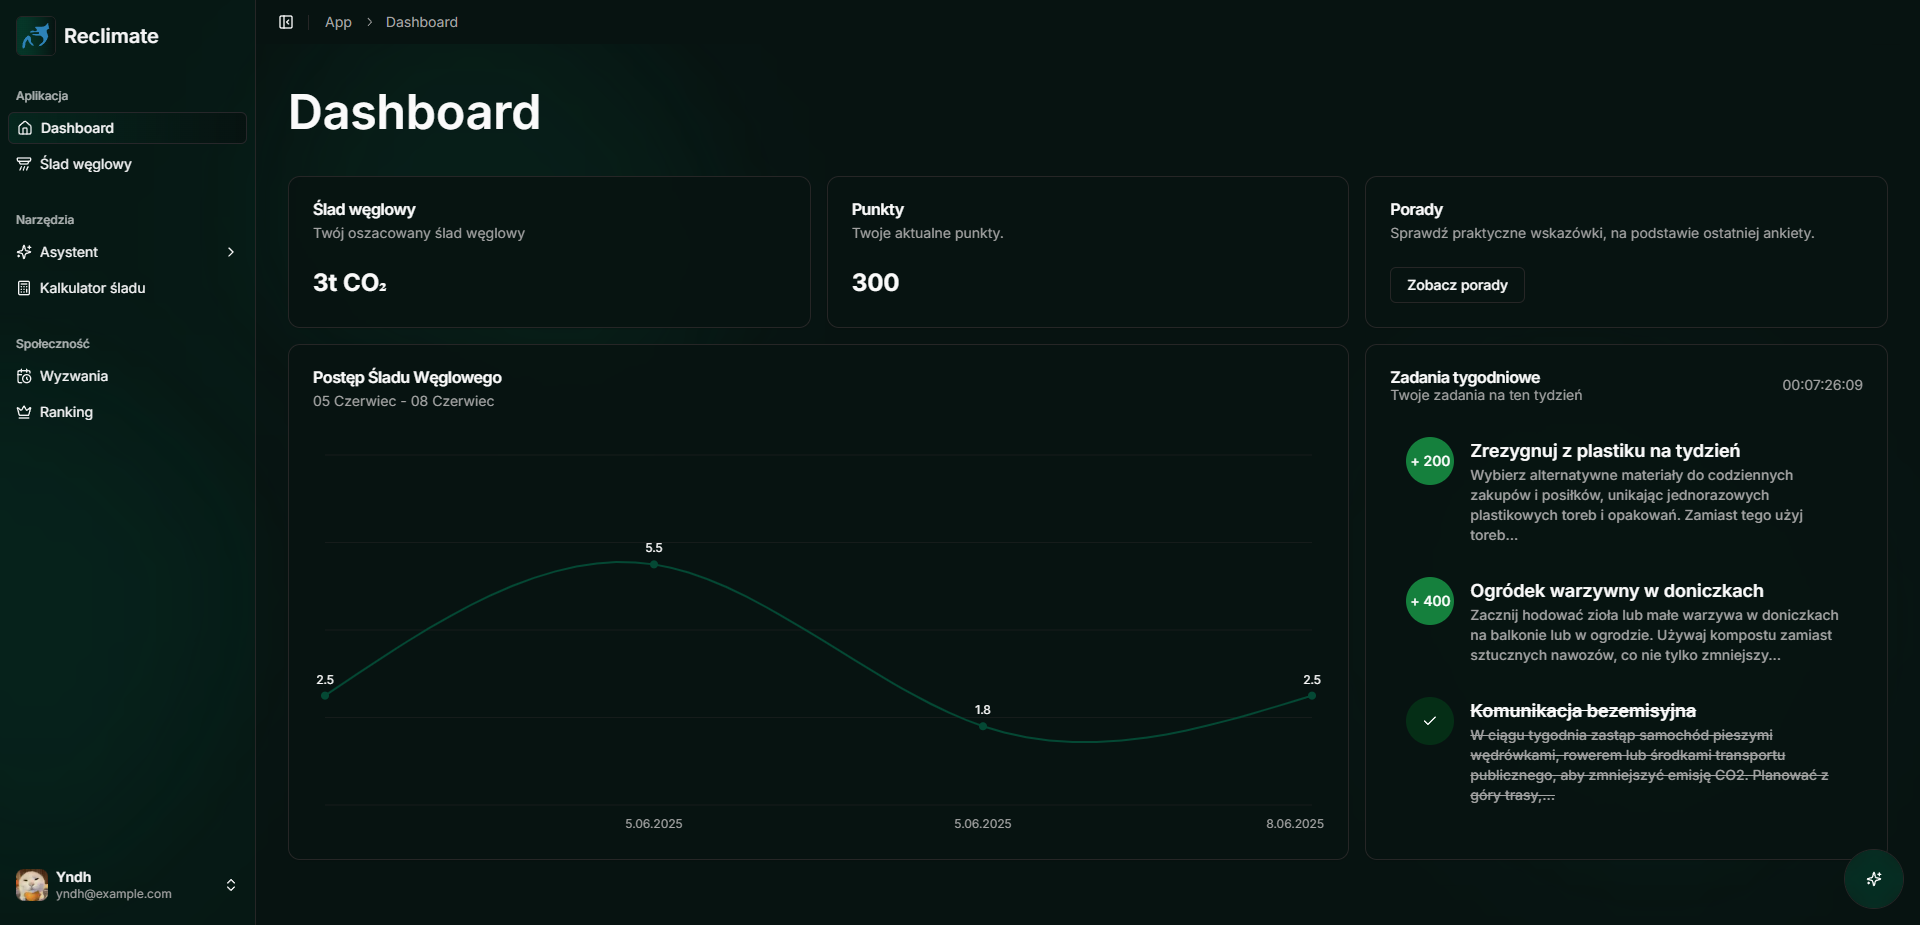 Reclimate
Aplikacja
Dashboard
Ślad węglowy
Narzędzia
Asystent
Kalkulator śladu
Społeczność
Wyzwania
Ranking
Yndh
yndh@example.com
App > Dashboard
Dashboard
Ślad węglowy
Twój oszacowany ślad węglowy
3t CO₂
Punkty
Twoje aktualne punkty.
300
Porady
Sprawdź praktyczne wskazówki, na podstawie ostatniej ankiety.
Zobacz porady
Postęp Śladu Węglowego
05 Czerwiec - 08 Czerwiec
2.5
5.5
1.8
2.5
5.06.2025
5.06.2025
8.06.2025
Zadania tygodniowe
Twoje zadania na ten tydzień
00:07:26:09
+ 200
Zrezygnuj z plastiku na tydzień
Wybierz alternatywne materiały do codziennych
zakupów i posiłków, unikając jednorazowych
plastikowych toreb i opakowań. Zamiast tego użyj
toreb...
+ 400
Ogródek warzywny w doniczkach
Zacznij hodować zioła lub małe warzywa w doniczkach
na balkonie lub w ogrodzie. Używaj kompostu zamiast
sztucznych nawozów, co nie tylko zmniejszy...
Komunikacja bezemisyjna
W ciągu tygodnia zastąp samochód pieszymi
wędrówkami, rowerem lub środkami transportu
publicznego, aby zmniejszyć emisję CO2. Planować z
góry trasy,...